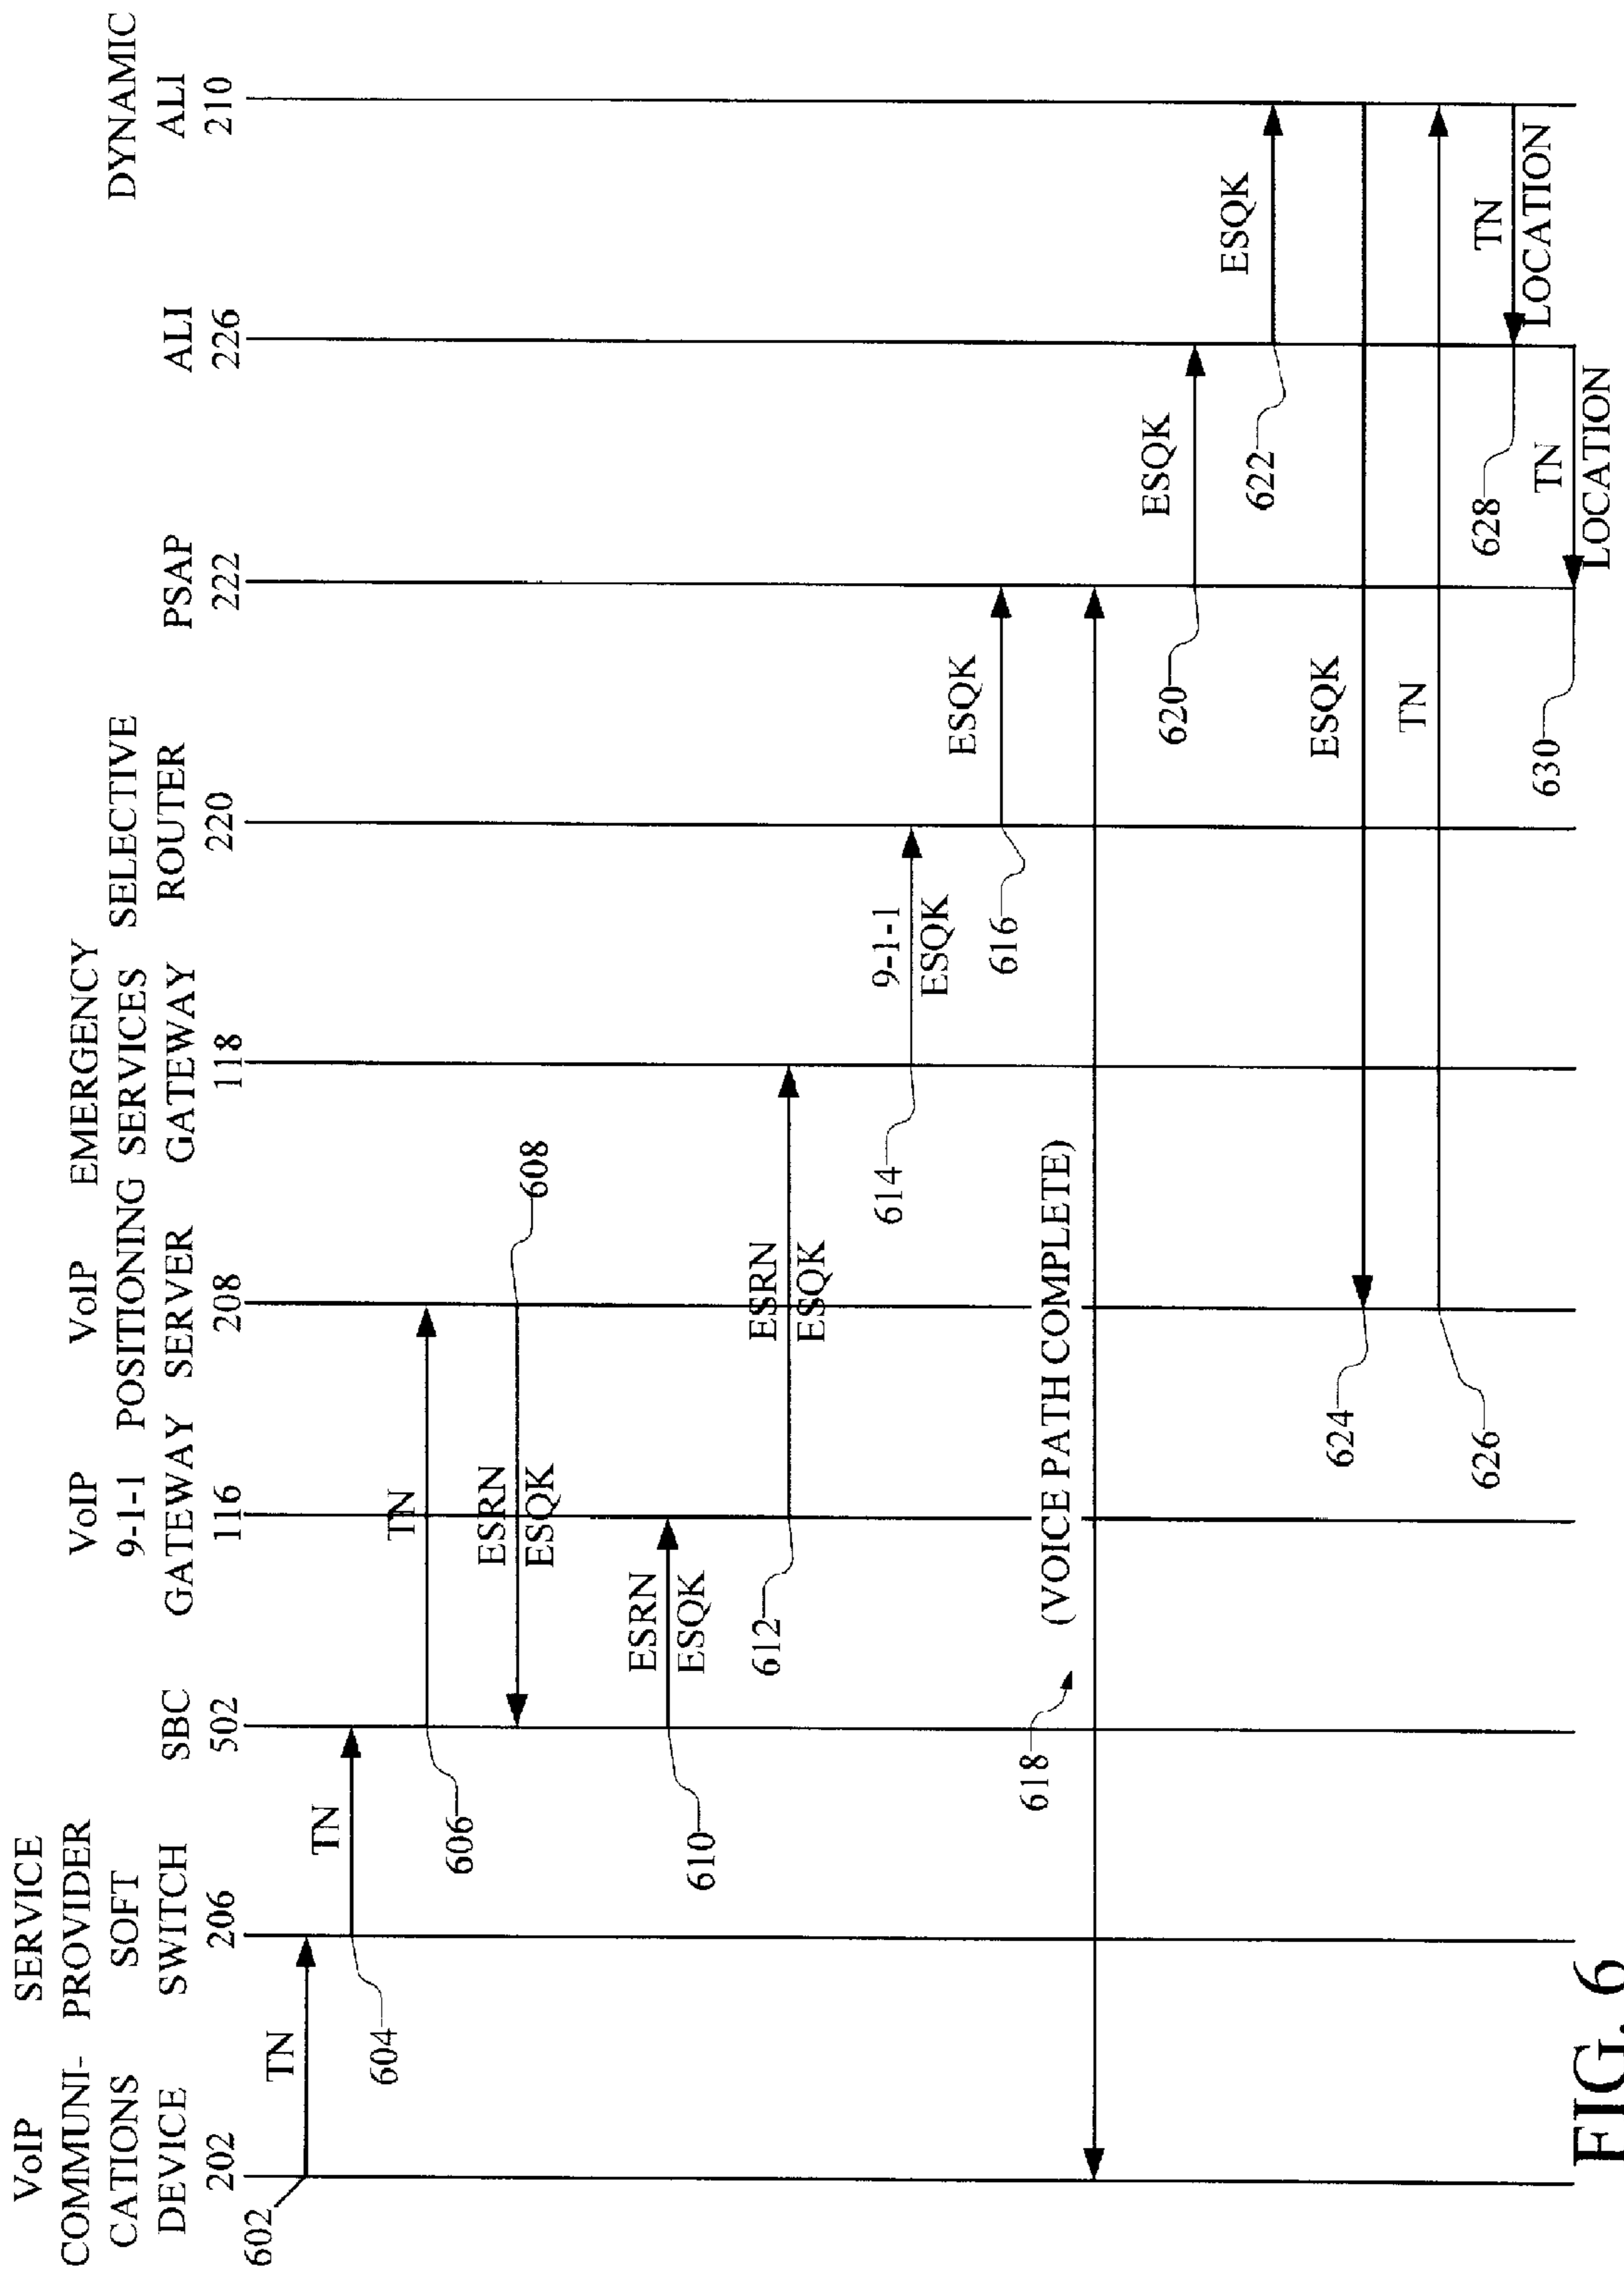 VoIP
COMMUNI-
CATIONS
DEVICE
202
SERVICE
PROVIDER
SOFT
SWITCH
206
SBC
502
VoIP
9-1-1
GATEWAY
116
VoIP
POSITIONING
SERVER
208
EMERGENCY
SERVICES
GATEWAY
118
SELECTIVE
ROUTER
220
PSAP
222
ALI
226
DYNAMIC
ALI
210
602
TN
604
TN
606
TN
608
ESRN
ESQK
610
ESRN
ESQK
612
ESRN
ESQK
614
9-1-1
ESQK
616
ESQK
618
(VOICE PATH COMPLETE)
620
ESQK
622
ESQK
624
ESQK
626
TN
628
TN
LOCATION
630
TN
LOCATION
FIG. 6